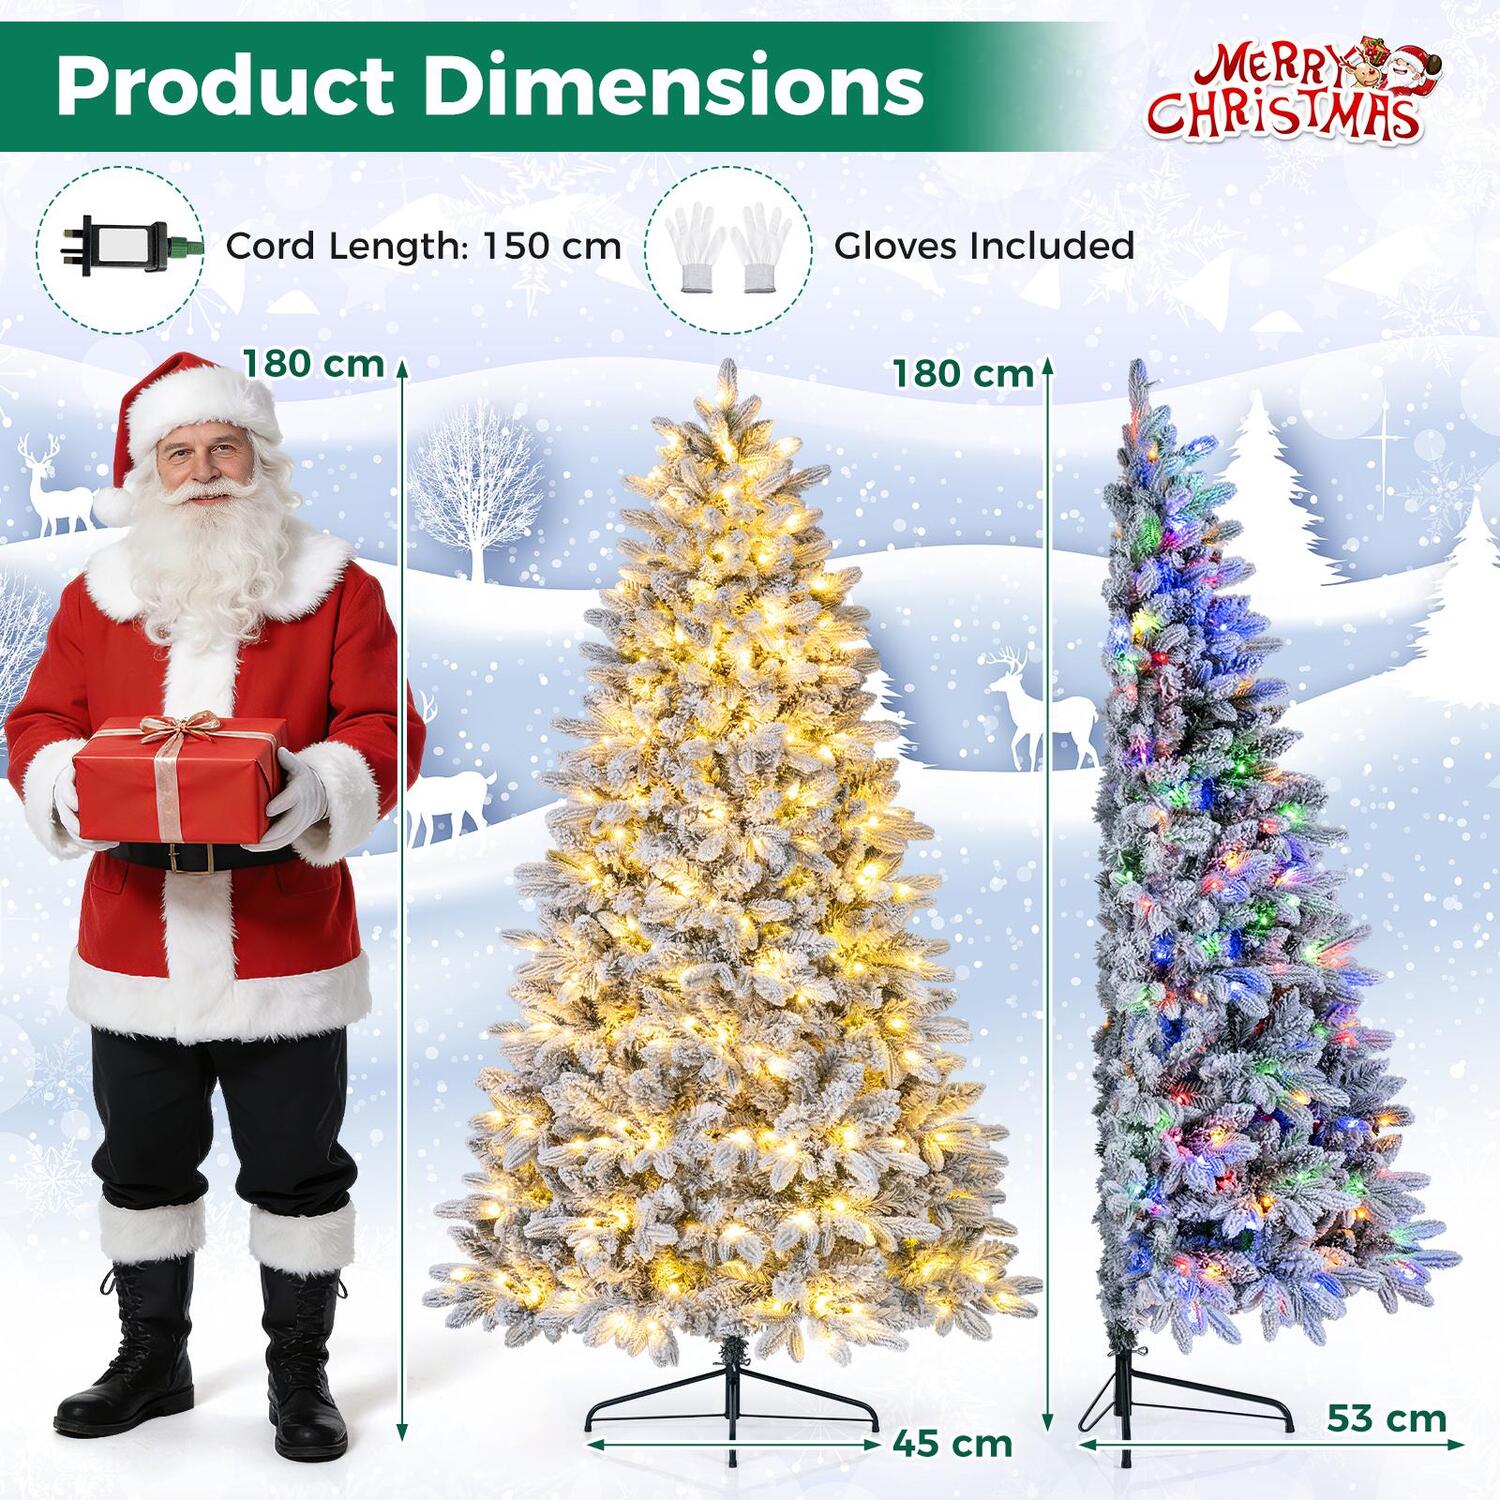 Product Dimensions
MERRY
CHRISTMAS
Cord Length: 150 cm
Gloves Included
180 cm
180 cm
45 cm
53 cm